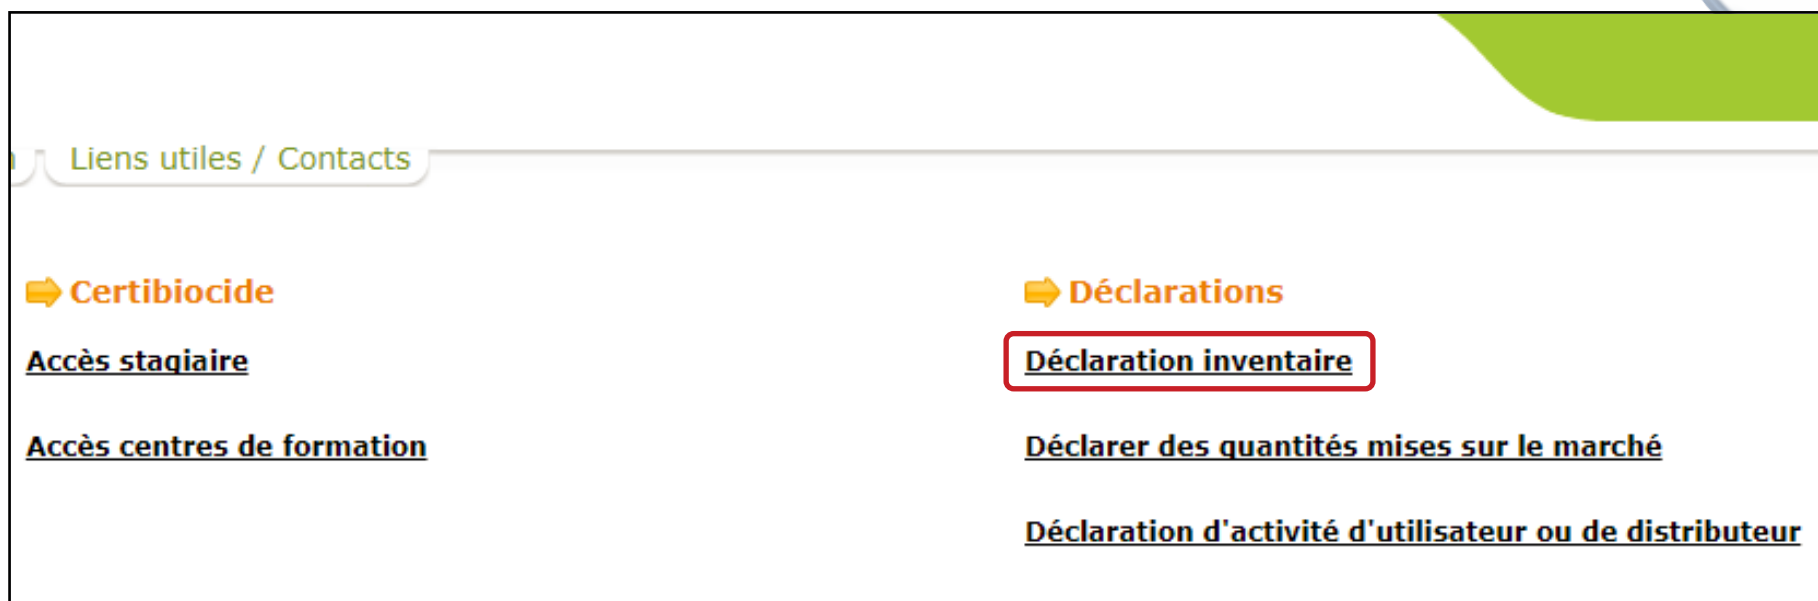 Liens utiles / Contacts
Certibiocide
Accès stagiaire
Accès centres de formation
Déclarations
Déclaration inventaire
Déclarer des quantités mises sur le marché
Déclaration d'activité d'utilisateur ou de distributeur